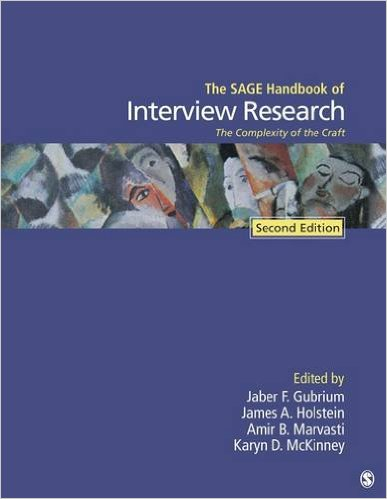 The SAGE Handbook of
Interview Research
The Complexity of the Craft
Second Edition
Edited by
Jaber F. Gubrium
James A. Holstein
Amir B. Marvasti
Karyn D. McKinney